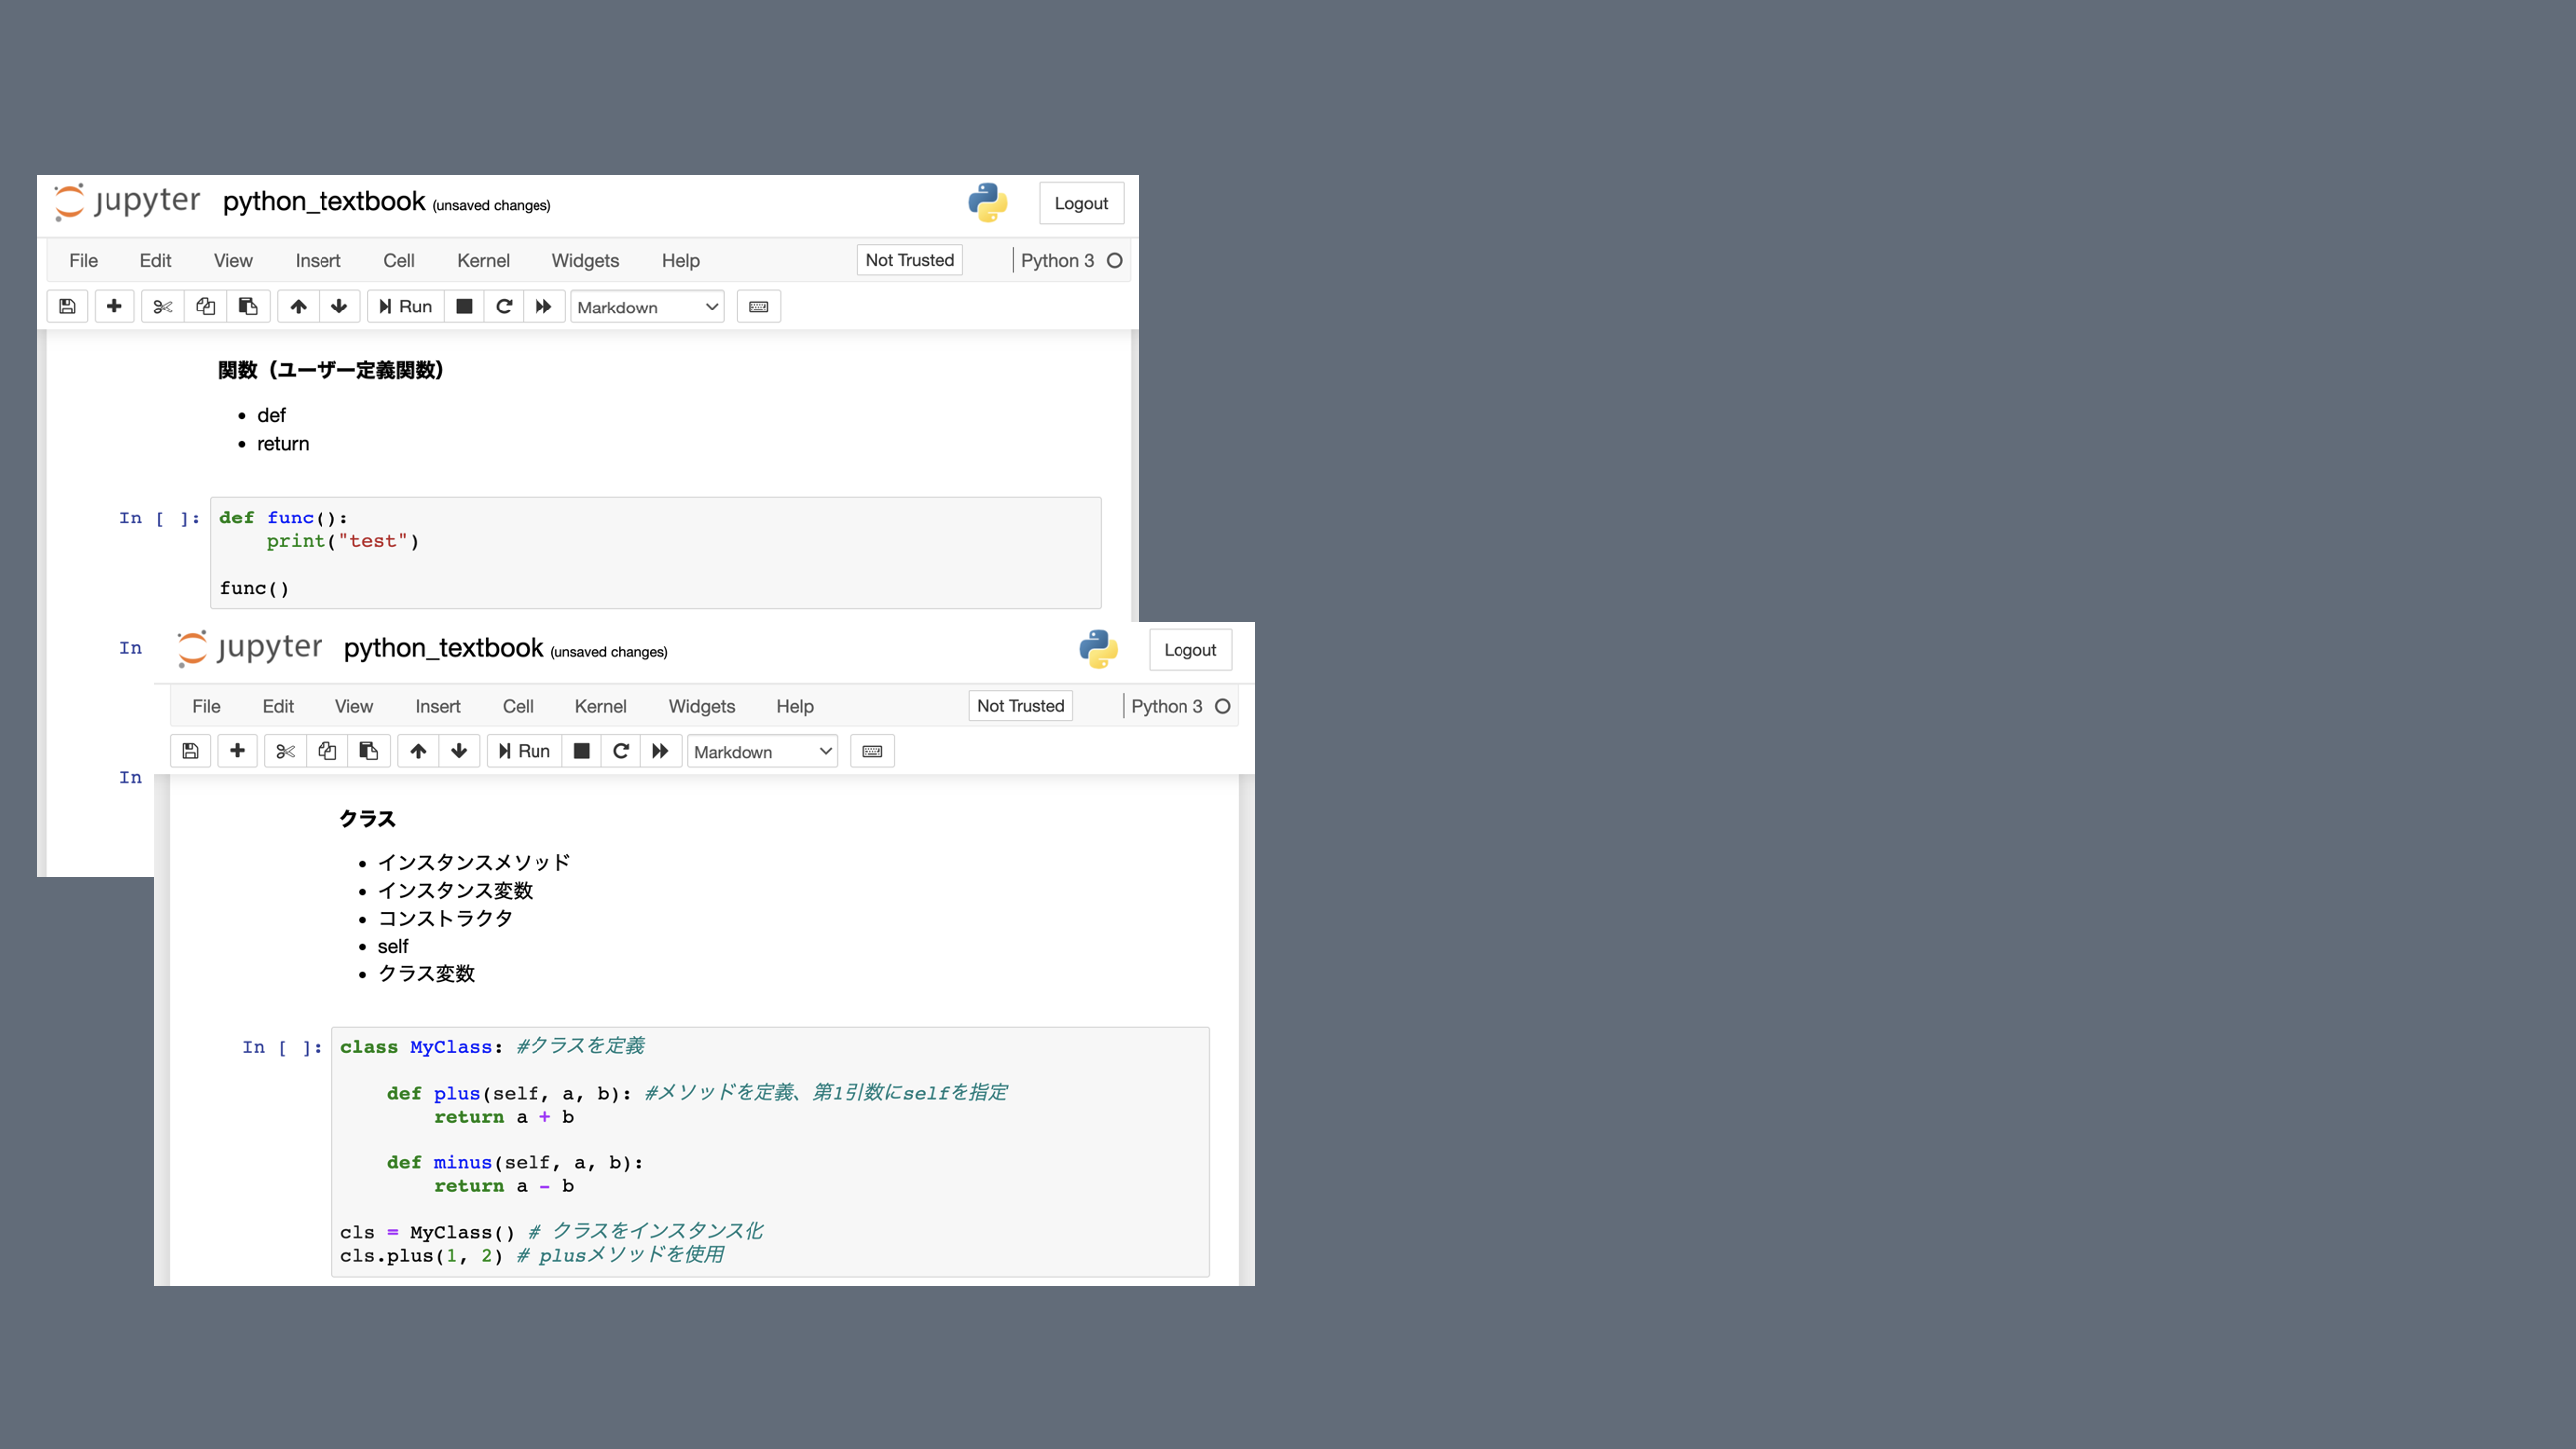 jupyter python_textbook (unsaved changes) Logout
File Edit View Insert Cell Kernel Widgets Help Not Trusted Python 3
Run Markdown
関数（ユーザー定義関数）
def
return
In [ ]: def func():
print("test")
func()
In
In
jupyter python_textbook (unsaved changes) Logout
File Edit View Insert Cell Kernel Widgets Help Not Trusted Python 3
Run Markdown
クラス
インスタンスメソッド
インスタンス変数
コンストラクタ
self
クラス変数
In [ ]: class MyClass: #クラスを定義
def plus(self, a, b): #メソッドを定義、第1引数にselfを指定
return a + b
def minus(self, a, b):
return a - b
cls = MyClass() # クラスをインスタンス化
cls.plus(1, 2) # plusメソッドを使用